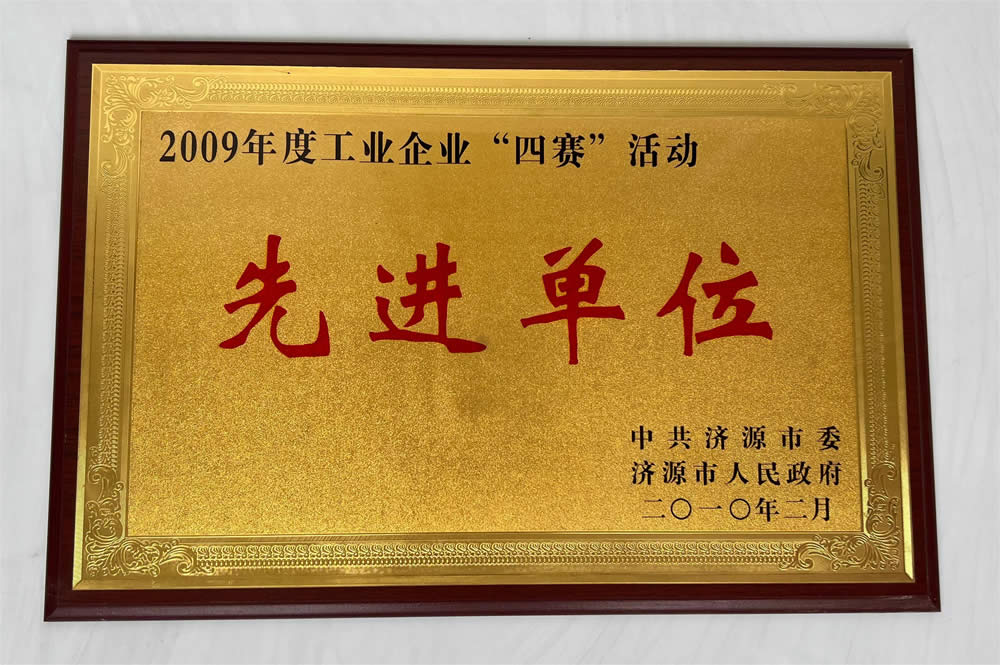 2009年度工业企业“四赛”活动
先进单位
中共济源市委
济源市人民政府
二〇一〇年二月